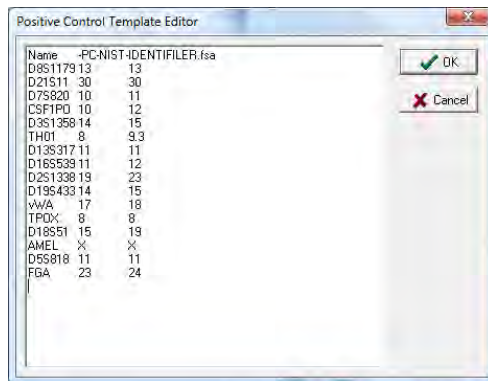 Positive Control Template Editor
Name -PC-NIST-IDENTIFILER.fsa
D8S1179 13 13
D21S11 30 30
D7S820 10 11
CSF1PO 10 12
D3S1358 14 15
TH01 8 9.3
D13S317 11 11
D16S539 11 12
D2S1338 19 23
D19S433 14 15
vWA 17 18
TPOX 8 8
D18S51 15 19
AMEL X X
D5S818 11 11
FGA 23 24
OK
Cancel